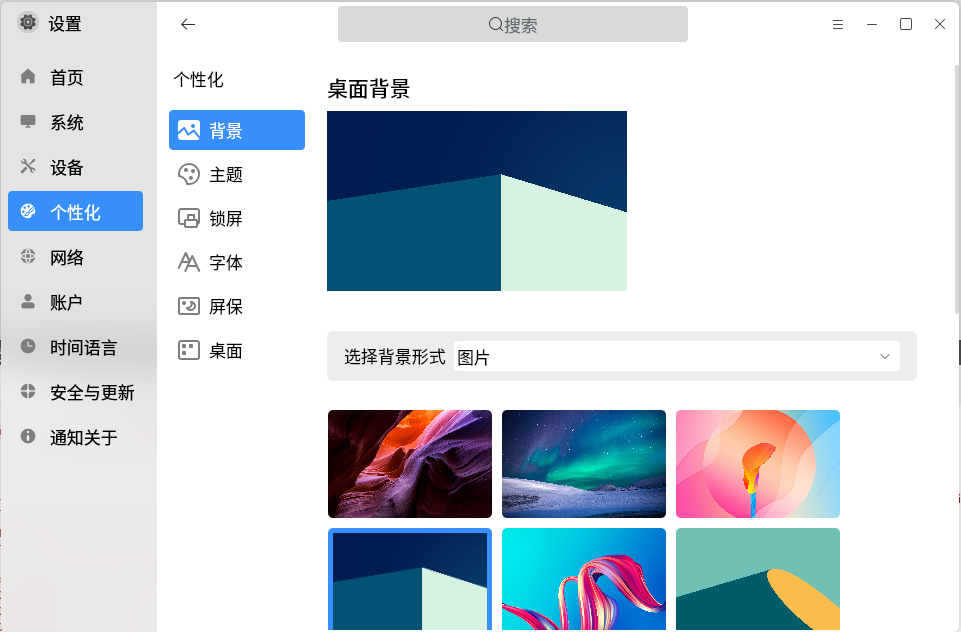 设置
搜索
首页
系统
设备
个性化
网络
账户
时间语言
安全与更新
通知关于
个性化
背景
主题
锁屏
字体
屏保
桌面
桌面背景
选择背景形式 图片